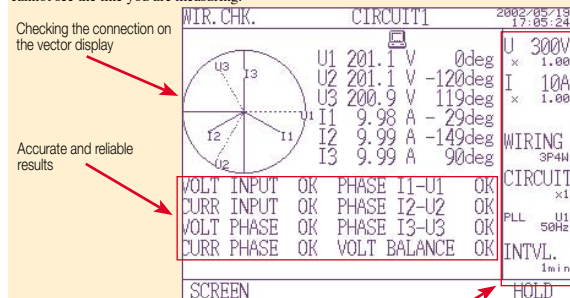 cannot see the line you are measuring.
Checking the connection on
the vector display
Accurate and reliable
results
WIR.CHK. CIRCUIT1 2002/05/19
17:05:24
U3 I3
U1
I2 I1
U2
U1 201.1 V 0deg
U2 201.1 V -120deg
U3 200.9 V 119deg
I1 9.98 A - 29deg
I2 9.99 A -149deg
I3 9.99 A 90deg
VOLT INPUT OK PHASE I1-U1 OK
CURR INPUT OK PHASE I2-U2 OK
VOLT PHASE OK PHASE I3-U3 OK
CURR PHASE OK VOLT BALANCE OK
U 300V
× 1.00
I 10A
× 1.00
WIRING
3P4W
CIRCUIT
×1
PLL U1
50Hz
INTVL.
1min
SCREEN HOLD